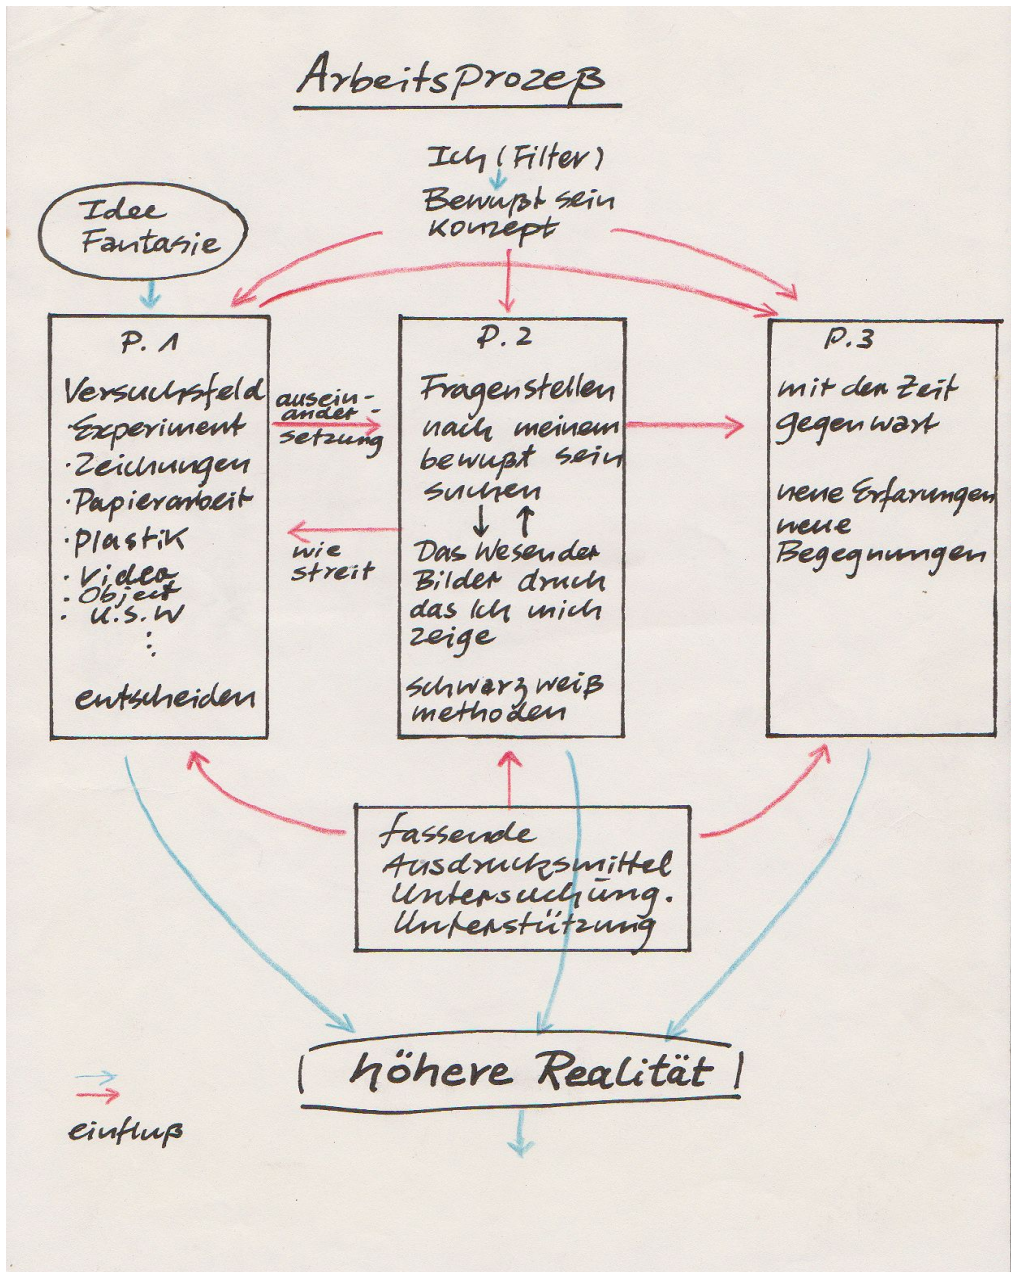 Arbeitsprozeß
Ich (Filter)
Bewußt sein
Konzept
Idee
Fantasie
P. 1
Versuchsfeld
·Experiment
·Zeichungen
·Papierarbeit
·Plastik
·Video
·Object
· U.S.W
entscheiden
ausein-
ander-
setzung
wie
streit
P. 2
Fragenstellen
nach meinem
bewußt sein
suchen
Das Wesen der
Bilder druch
das Ich mich
zeige
schwarz weiß
methoden
P.3
mit der Zeit
gegenwart
neue Erfarungen
neue
Begegnungen
fassende
Ausdrucksmittel
Untersuchung.
Unterstützung
höhere Realität
einfluß